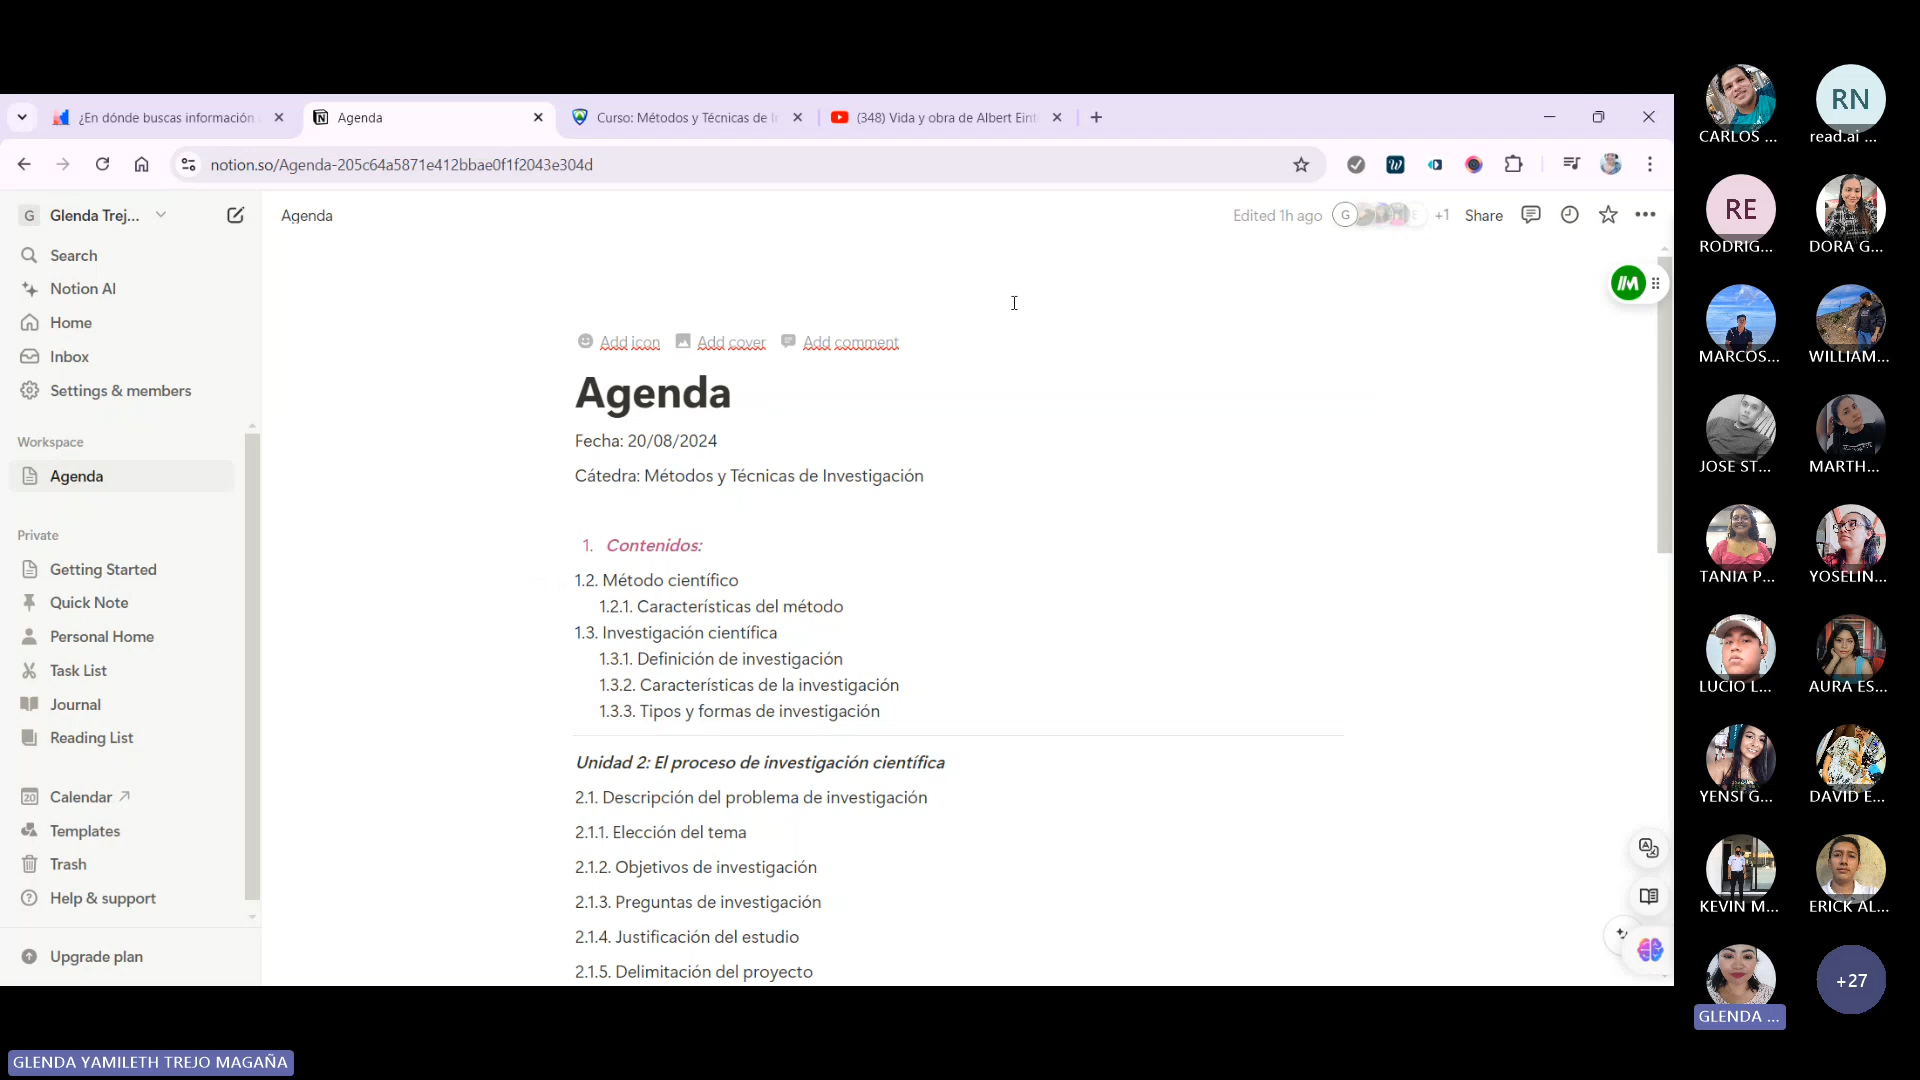 ¿En dónde buscas información
Agenda
Curso: Métodos y Técnicas de I
(348) Vida y obra de Albert Eint
notion.so/Agenda-205c64a5871e412bbae0f1f2043e304d
G Glenda Trej...
Agenda
Edited 1h ago
G
+1
Share
Search
Notion AI
Home
Inbox
Settings & members
Workspace
Agenda
Private
Getting Started
Quick Note
Personal Home
Task List
Journal
Reading List
20 Calendar
Templates
Trash
Help & support
Upgrade plan
Add icon Add cover Add comment
Agenda
Fecha: 20/08/2024
Cátedra: Métodos y Técnicas de Investigación
1. Contenidos:
1.2. Método científico
1.2.1. Características del método
1.3. Investigación científica
1.3.1. Definición de investigación
1.3.2. Características de la investigación
1.3.3. Tipos y formas de investigación
Unidad 2: El proceso de investigación científica
2.1. Descripción del problema de investigación
2.1.1. Elección del tema
2.1.2. Objetivos de investigación
2.1.3. Preguntas de investigación
2.1.4. Justificación del estudio
2.1.5. Delimitación del proyecto
CARLOS ...
RN
read.ai ...
RE
RODRIG...
DORA G...
MARCOS...
WILLIAM...
JOSE ST...
MARTH...
TANIA P...
YOSELIN...
LUCIO L...
AURA ES...
YENSI G...
DAVID E...
KEVIN M...
ERICK AL...
GLENDA ...
+27
GLENDA YAMILETH TREJO MAGAÑA